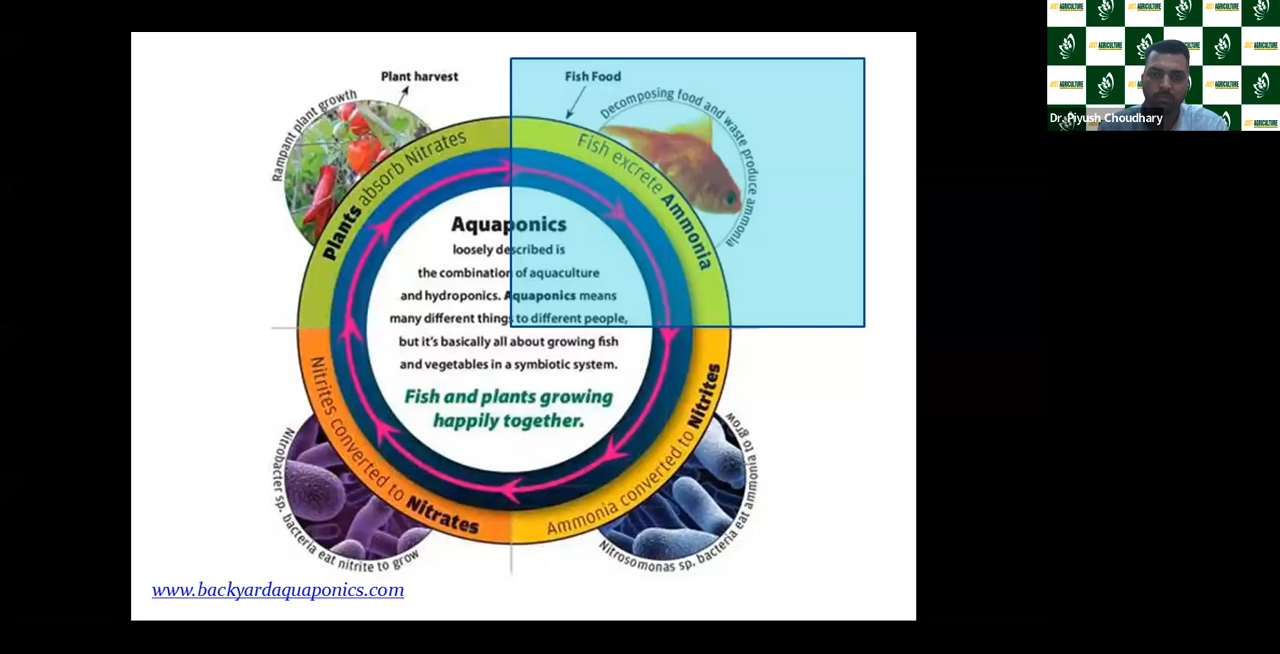 Plant harvest
Fish Food
Rampant plant growth
Decomposing food and waste produce ammonia
Plants absorb Nitrates
Fish excrete Ammonia
Aquaponics
loosely described is
the combination of aquaculture
and hydroponics. Aquaponics means
many different things to different people,
but it's basically all about growing fish
and vegetables in a symbiotic system.
Fish and plants growing
happily together.
Nitrites converted to Nitrates
Ammonia converted to Nitrites
Nitrobacter sp. bacteria eat nitrite to grow
Nitrosomonas sp. bacteria eat ammonia to grow
www.backyardaquaponics.com
JUST AGRICULTURE
Dr. Piyush Choudhary